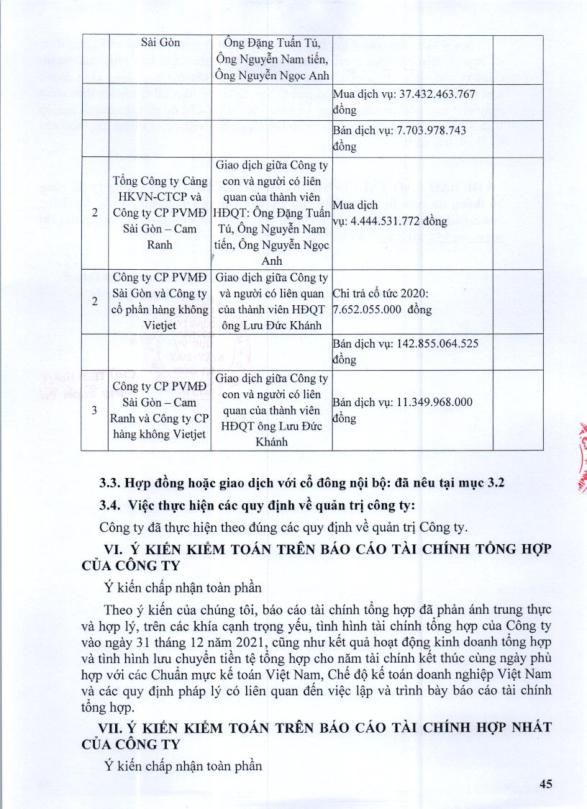 Sài Gòn
Ông Đặng Tuấn Tú,
Ông Nguyễn Nam tiến,
Ông Nguyễn Ngọc Anh
Mua dịch vụ: 37.432.463.767
đồng
Bán dịch vụ: 7.703.978.743
đồng
2
Tổng Công ty Cảng
HKVN-CTCP và
Công ty CP PVMĐ
Sài Gòn – Cam
Ranh
Giao dịch giữa Công ty
con và người có liên
quan của thành viên
HĐQT: Ông Đặng Tuấn
Tú, Ông Nguyễn Nam
tiến, Ông Nguyễn Ngọc
Anh
Mua dịch
vụ: 4.444.531.772 đồng
2
Công ty CP PVMĐ
Sài Gòn và Công ty
cổ phần hàng không
Vietjet
Giao dịch giữa Công ty
và người có liên quan
của thành viên HĐQT
ông Lưu Đức Khánh
Chi trả cổ tức 2020:
7.652.055.000 đồng
Bán dịch vụ: 142.855.064.525
đồng
3
Công ty CP PVMĐ
Sài Gòn – Cam
Ranh và Công ty CP
hàng không Vietjet
Giao dịch giữa Công ty
con và người có liên
quan của thành viên
HĐQT ông Lưu Đức
Khánh
Bán dịch vụ: 11.349.968.000
đồng
3.3. Hợp đồng hoặc giao dịch với cổ đông nội bộ: đã nêu tại mục 3.2
3.4. Việc thực hiện các quy định về quản trị công ty:
Công ty đã thực hiện theo đúng các quy định về quản trị Công ty.
VI. Ý KIẾN KIỂM TOÁN TRÊN BÁO CÁO TÀI CHÍNH TỔNG HỢP
CỦA CÔNG TY
Ý kiến chấp nhận toàn phần
Theo ý kiến của chúng tôi, báo cáo tài chính tổng hợp đã phản ánh trung thực
và hợp lý, trên các khía cạnh trọng yếu, tình hình tài chính tổng hợp của Công ty
vào ngày 31 tháng 12 năm 2021, cũng như kết quả hoạt động kinh doanh tổng hợp
và tình hình lưu chuyển tiền tệ tổng hợp cho năm tài chính kết thúc cùng ngày phù
hợp với các Chuẩn mực kế toán Việt Nam, Chế độ kế toán doanh nghiệp Việt Nam
và các quy định pháp lý có liên quan đến việc lập và trình bày báo cáo tài chính
tổng hợp.
VII. Ý KIẾN KIỂM TOÁN TRÊN BÁO CÁO TÀI CHÍNH HỢP NHẤT
CỦA CÔNG TY
Ý kiến chấp nhận toàn phần
45